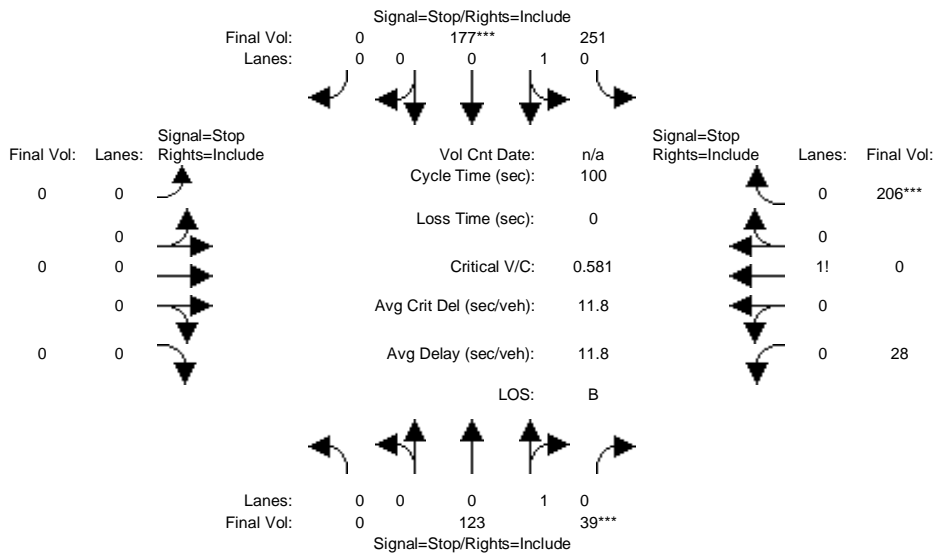 Signal=Stop/Rights=Include
Final Vol: 0 177*** 251
Lanes: 0 0 0 1 0
Signal=Stop
Final Vol: Lanes: Rights=Include
Vol Cnt Date: n/a
Signal=Stop
Rights=Include Lanes: Final Vol:
Cycle Time (sec): 100
0 0
0 206***
Loss Time (sec): 0
0
0
0 0
Critical V/C: 0.581
1! 0
0
Avg Crit Del (sec/veh): 11.8
0
0 0
Avg Delay (sec/veh): 11.8
0 28
LOS: B
Lanes: 0 0 0 1 0
Final Vol: 0 123 39***
Signal=Stop/Rights=Include